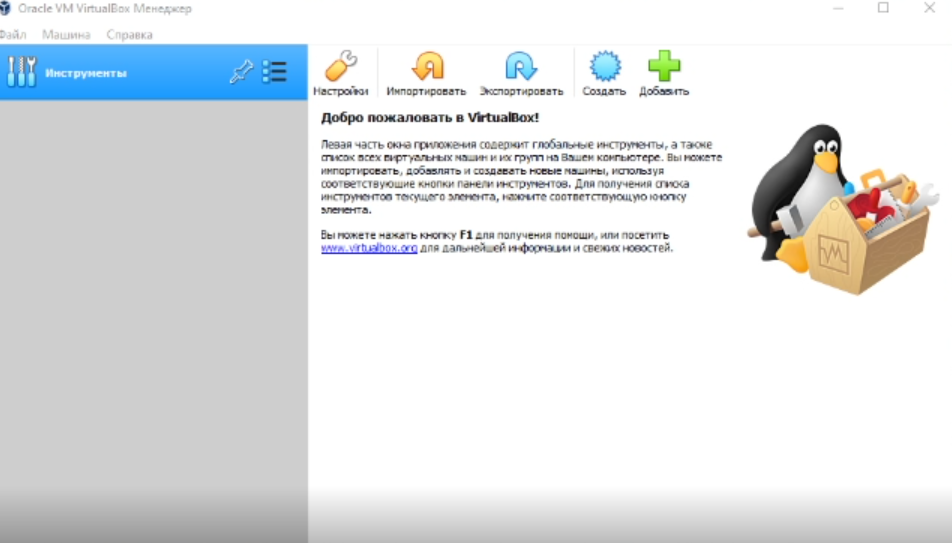 Oracle VM VirtualBox Менеджер
Файл Машина Справка
Инструменты
Настройки Импортировать Экспортировать Создать Добавить
Добро пожаловать в VirtualBox!
Левая часть окна приложения содержит глобальные инструменты, а также
список всех виртуальных машин и их групп на Вашем компьютере. Вы можете
импортировать, добавлять и создавать новые машины, используя
соответствующие кнопки панели инструментов. Для получения списка
инструментов текущего элемента, нажмите соответствующую кнопку
элемента.
Вы можете нажать кнопку F1 для получения помощи, или посетить
www.virtualbox.org для дальнейшей информации и свежих новостей.